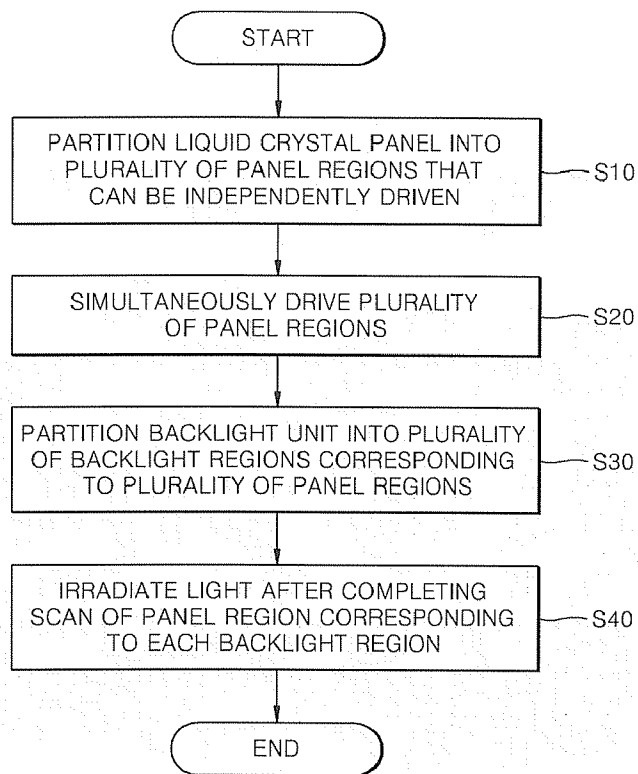 START
PARTITION LIQUID CRYSTAL PANEL INTO
PLURALITY OF PANEL REGIONS THAT
CAN BE INDEPENDENTLY DRIVEN
S10
SIMULTANEOUSLY DRIVE PLURALITY
OF PANEL REGIONS
S20
PARTITION BACKLIGHT UNIT INTO PLURALITY
OF BACKLIGHT REGIONS CORRESPONDING
TO PLURALITY OF PANEL REGIONS
S30
IRRADIATE LIGHT AFTER COMPLETING
SCAN OF PANEL REGION CORRESPONDING
TO EACH BACKLIGHT REGION
S40
END